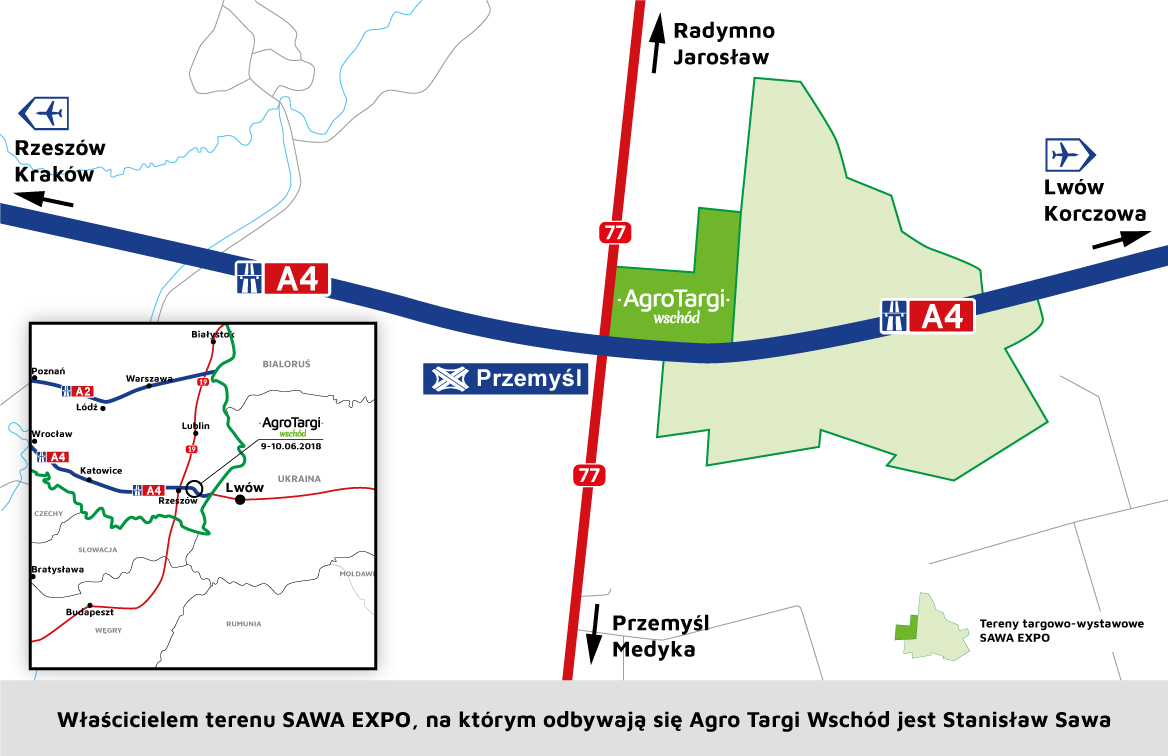 Radymno
Jarosław
Rzeszów
Kraków
Lwów
Korczowa
77
A4
AgroTargi
wschód
A4
Przemyśl
77
Białystok
BIALORUŚ
Poznań
A2
Warszawa
19
Łódź
Lublin
AgroTargi
wschód
9-10.06.2018
Wrocław
19
A4
Katowice
A4
Rzeszów
Lwów
UKRAINA
CZECHY
SLOWACJA
Bratysława
MOLDAWI
Budapeszt
WĘGRY
RUMUNIA
Przemyśl
Medyka
Tereny targowo-wystawowe
SAWA EXPO
Właścicielem terenu SAWA EXPO, na którym odbywają się Agro Targi Wschód jest Stanisław Sawa